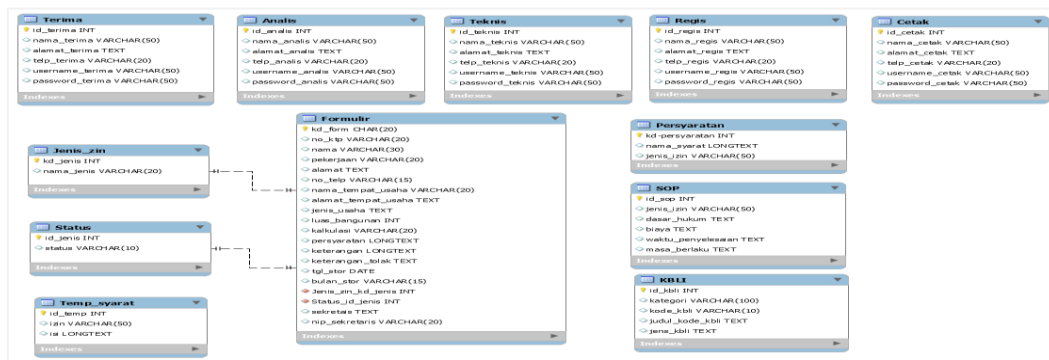 Terima
id_terima INT
nama_terima VARCHAR(50)
alamat_terima TEXT
telp_terima VARCHAR(20)
username_terima VARCHAR(50)
password_terima VARCHAR(50)
Indexes
Analis
id_analis INT
nama_analis VARCHAR(50)
alamat_analis TEXT
telp_analis VARCHAR(20)
username_analis VARCHAR(50)
password_analis VARCHAR(50)
Indexes
Teknis
id_teknis INT
nama_teknis VARCHAR(50)
alamat_teknis TEXT
telp_teknis VARCHAR(20)
username_teknis VARCHAR(50)
password_teknis VARCHAR(50)
Indexes
Regis
id_regis INT
nama_regis VARCHAR(50)
alamat_regis TEXT
telp_regis VARCHAR(20)
username_regis VARCHAR(50)
password_regis VARCHAR(50)
Indexes
Cetak
id_cetak INT
nama_cetak VARCHAR(50)
alamat_cetak TEXT
telp_cetak VARCHAR(20)
username_cetak VARCHAR(50)
password_cetak VARCHAR(50)
Indexes
Jenis_zin
kd_jenis INT
nama_jenis VARCHAR(20)
Indexes
Status
id_jenis INT
status VARCHAR(10)
Indexes
Temp_syarat
id_temp INT
izin VARCHAR(50)
isi LONGTEXT
Indexes
Formulir
kd_form CHAR(20)
no_ktp VARCHAR(20)
nama VARCHAR(30)
pekerjaan VARCHAR(20)
alamat TEXT
no_telp VARCHAR(15)
nama_tempat_usaha VARCHAR(20)
alamat_tempat_usaha TEXT
jenis_usaha TEXT
luas_bangunan INT
kalkulasi VARCHAR(20)
persyaratan LONGTEXT
keterangan LONGTEXT
keterangan_tolak TEXT
tgl_stor DATE
bulan_stor VARCHAR(15)
Jenis_zin_kd_jenis INT
Status_id_jenis INT
sekretais TEXT
nip_sekretaris VARCHAR(20)
Indexes
Persyaratan
kd-persyaratan INT
nama_syarat LONGTEXT
jenis_izin VARCHAR(50)
Indexes
SOP
id_sop INT
jenis_izin VARCHAR(50)
dasar_hukum TEXT
biaya TEXT
waktu_penyelesaian TEXT
masa_berlaku TEXT
Indexes
KBLI
id_kbli INT
kategori VARCHAR(100)
kode_kbli VARCHAR(10)
judul_kode_kbli TEXT
jens_kbli TEXT
Indexes